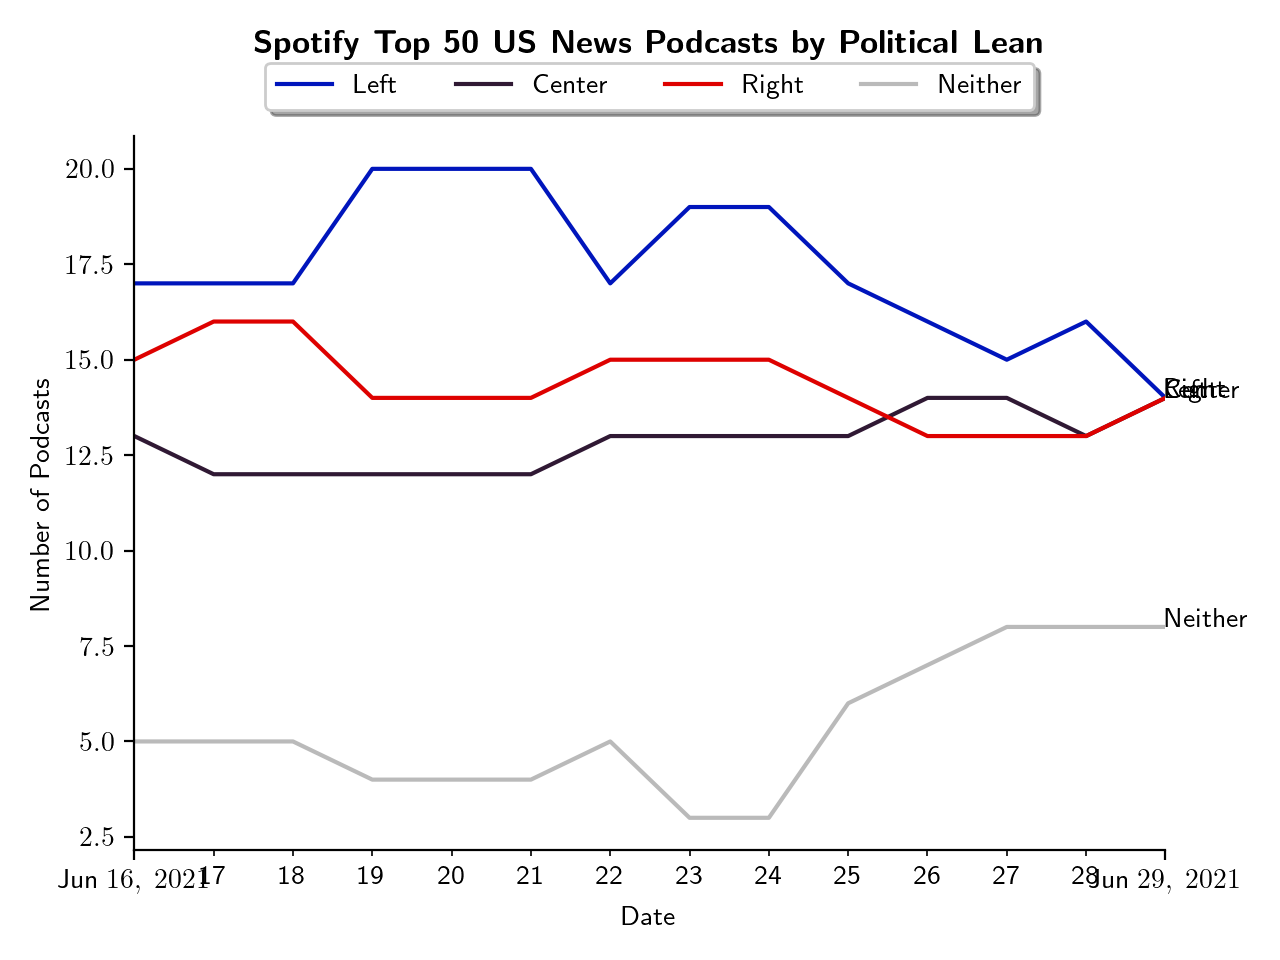 Spotify Top 50 US News Podcasts by Political Lean
Left Center Right Neither
20.0
17.5
15.0
12.5
10.0
7.5
5.0
2.5
Number of Podcasts
Right
Center
Left
Neither
Jun 16, 2021 17 18 19 20 21 22 23 24 25 26 27 28 Jun 29, 2021
Date